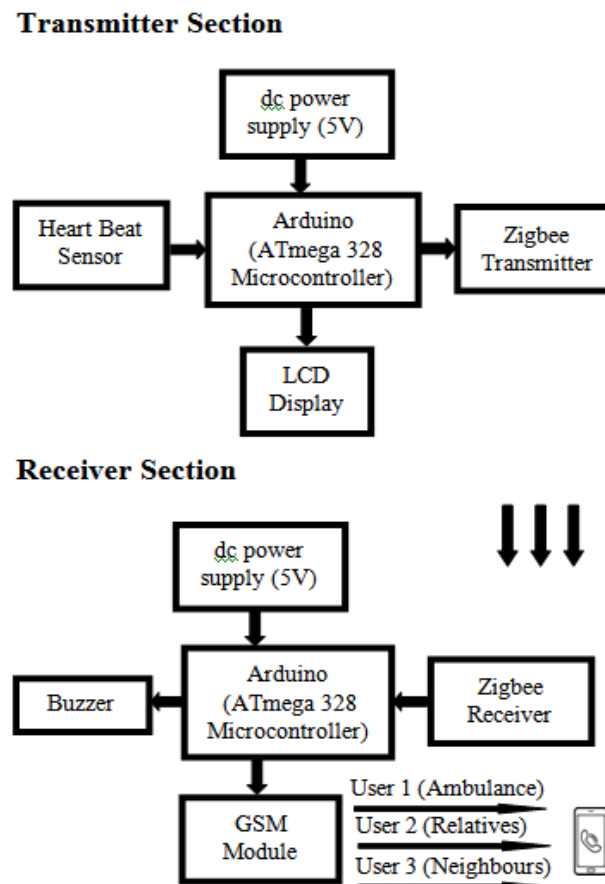 Transmitter Section
dc power
supply (5V)
Heart Beat
Sensor
Arduino
(ATmega 328
Microcontroller)
Zigbee
Transmitter
LCD
Display
Receiver Section
dc power
supply (5V)
Buzzer
Arduino
(ATmega 328
Microcontroller)
Zigbee
Receiver
GSM
Module
User 1 (Ambulance)
User 2 (Relatives)
User 3 (Neighbours)